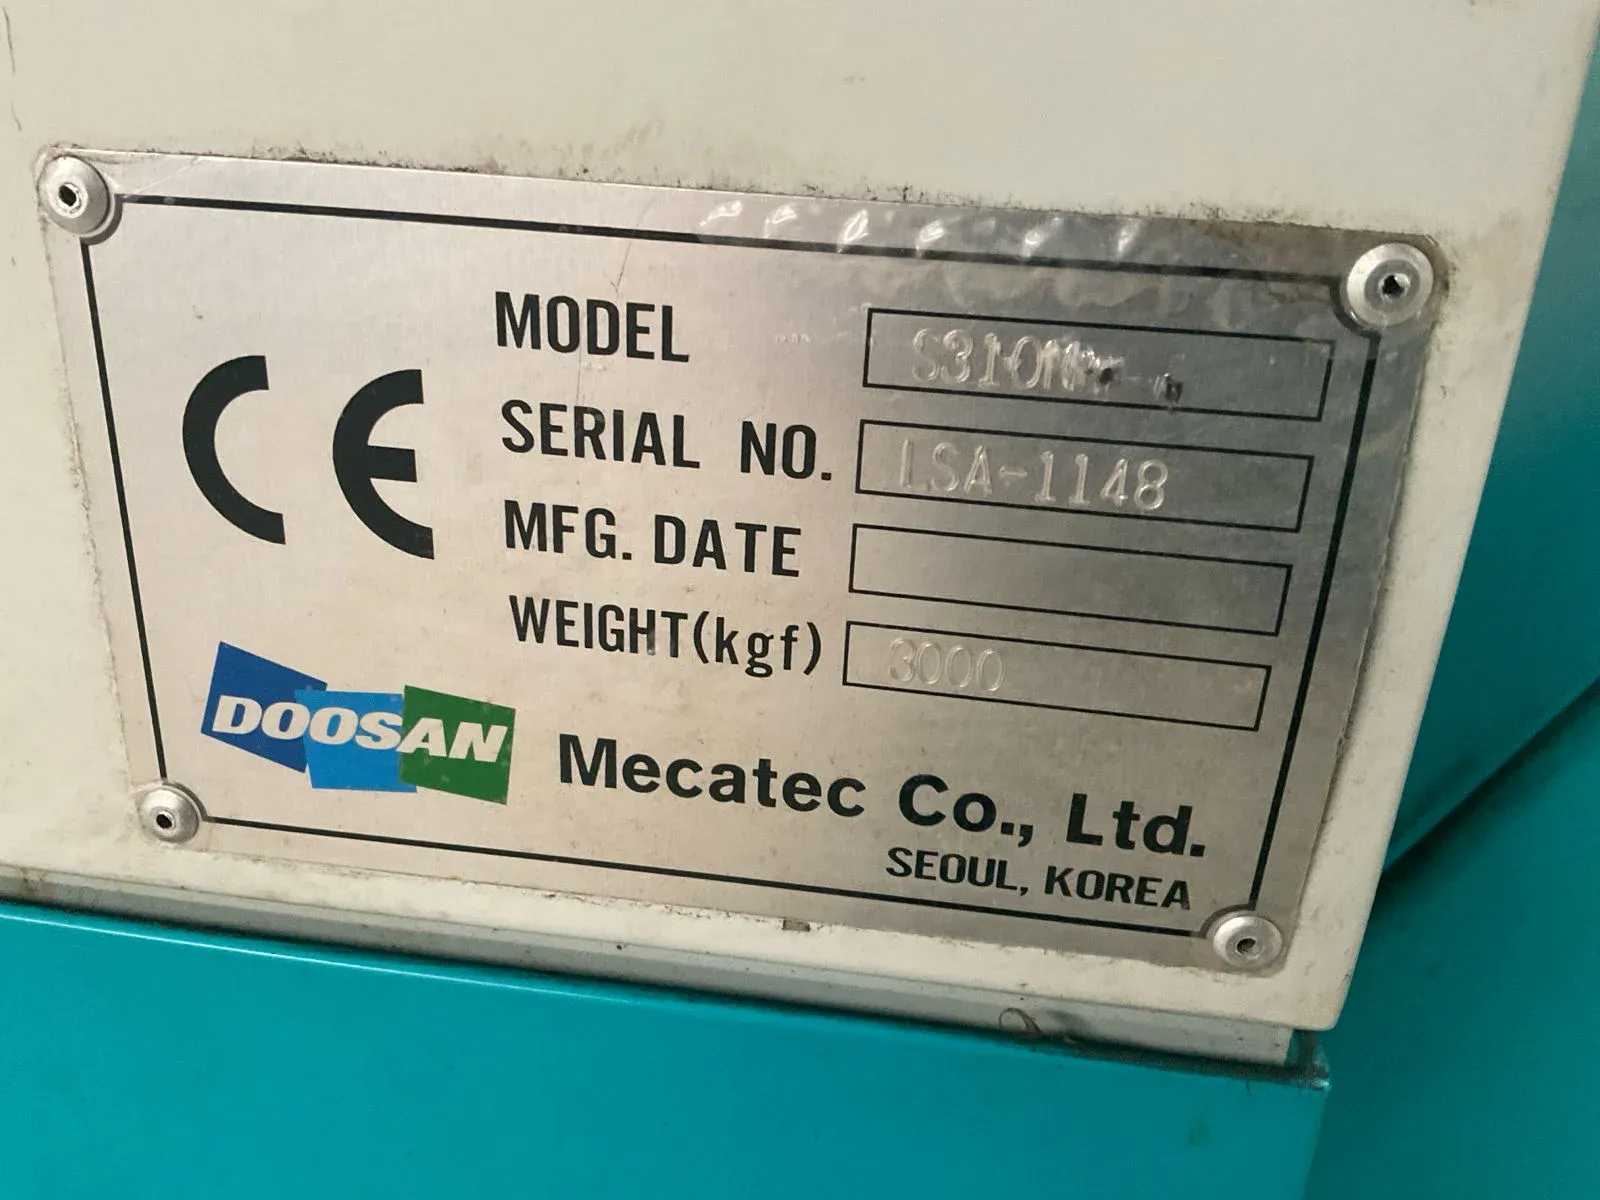 CE
MODEL
SERIAL NO. LSA-1148
MFG. DATE
WEIGHT(kgf) 3000
DOOSAN Mecatec Co., Ltd.
SEOUL, KOREA